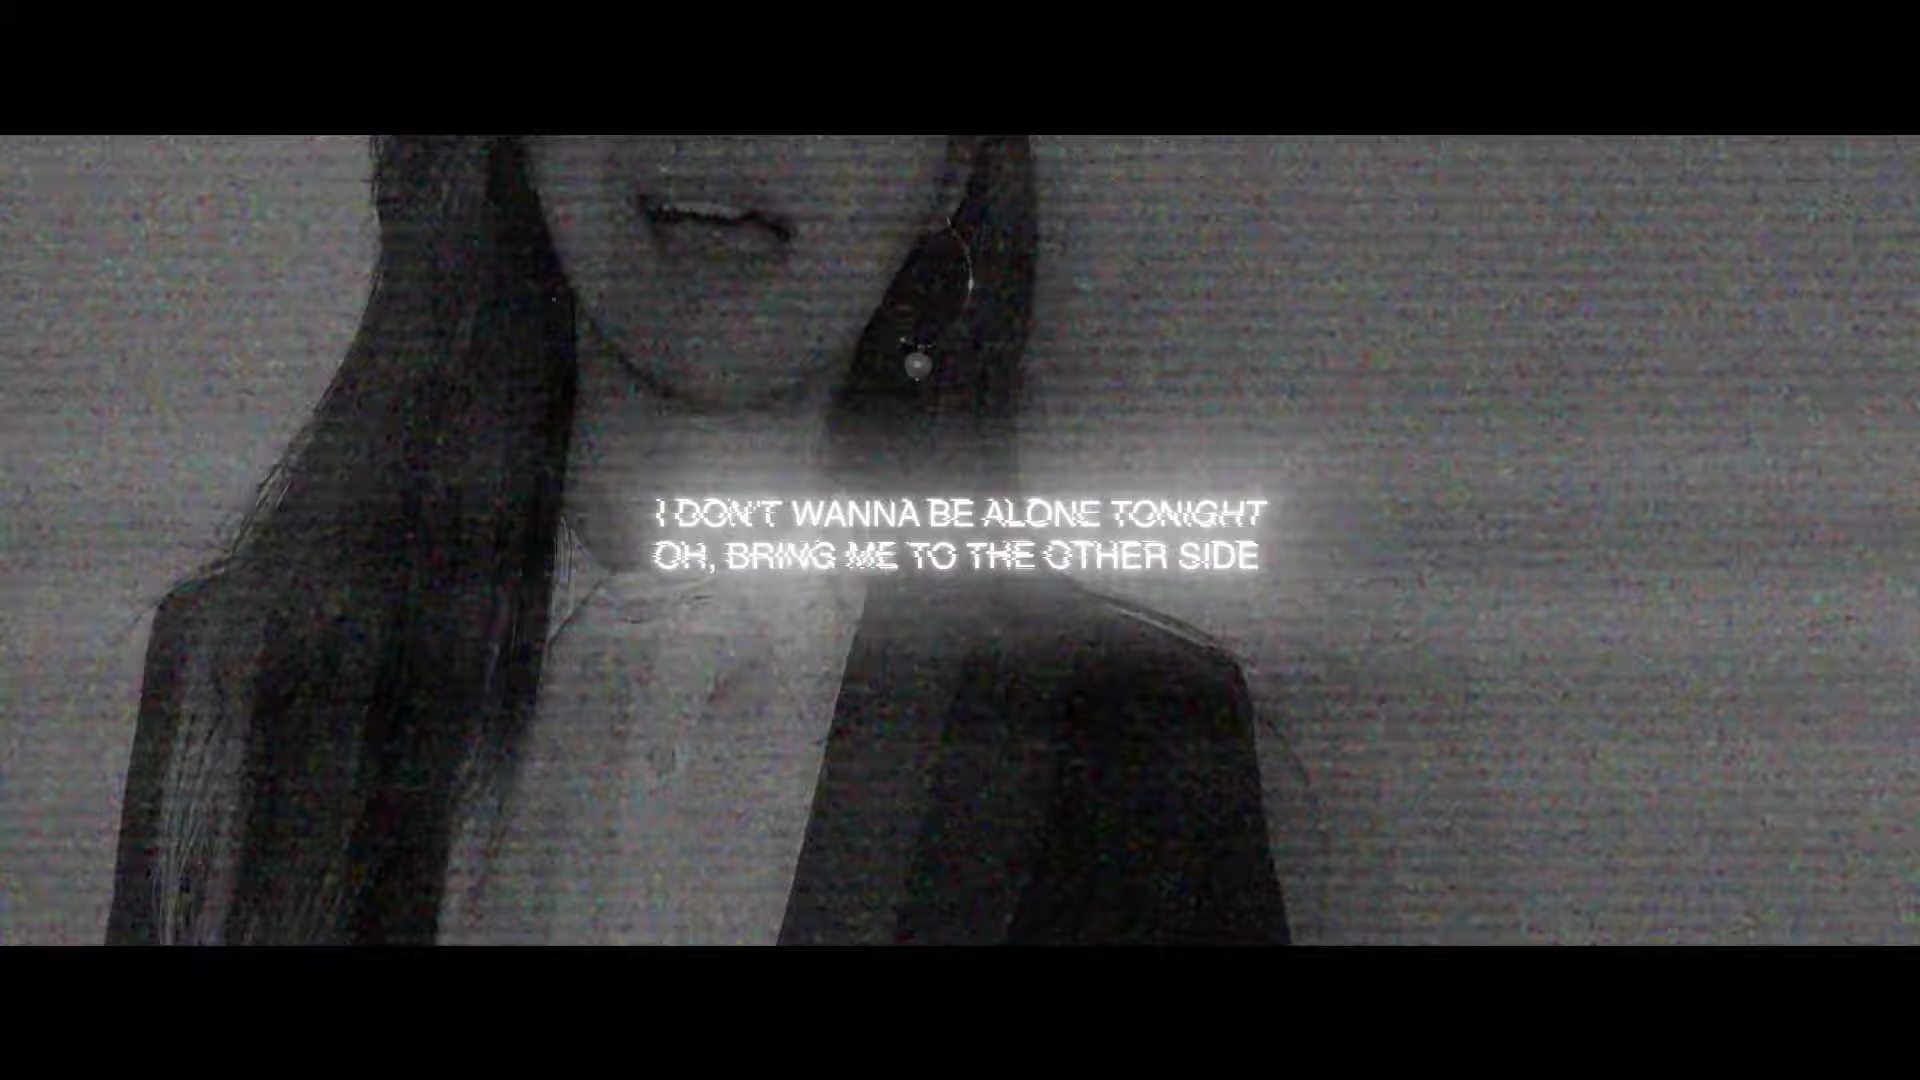 I DON'T WANNA BE ALONE TONIGHT
OH, BRING ME TO THE OTHER SIDE